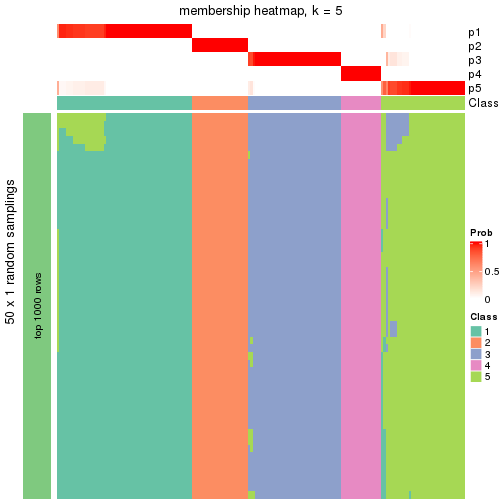 membership heatmap, k = 5
p1
p2
p3
p4
p5
Class
50 x 1 random samplings
top 1000 rows
Prob
1
0.5
0
Class
1
2
3
4
5